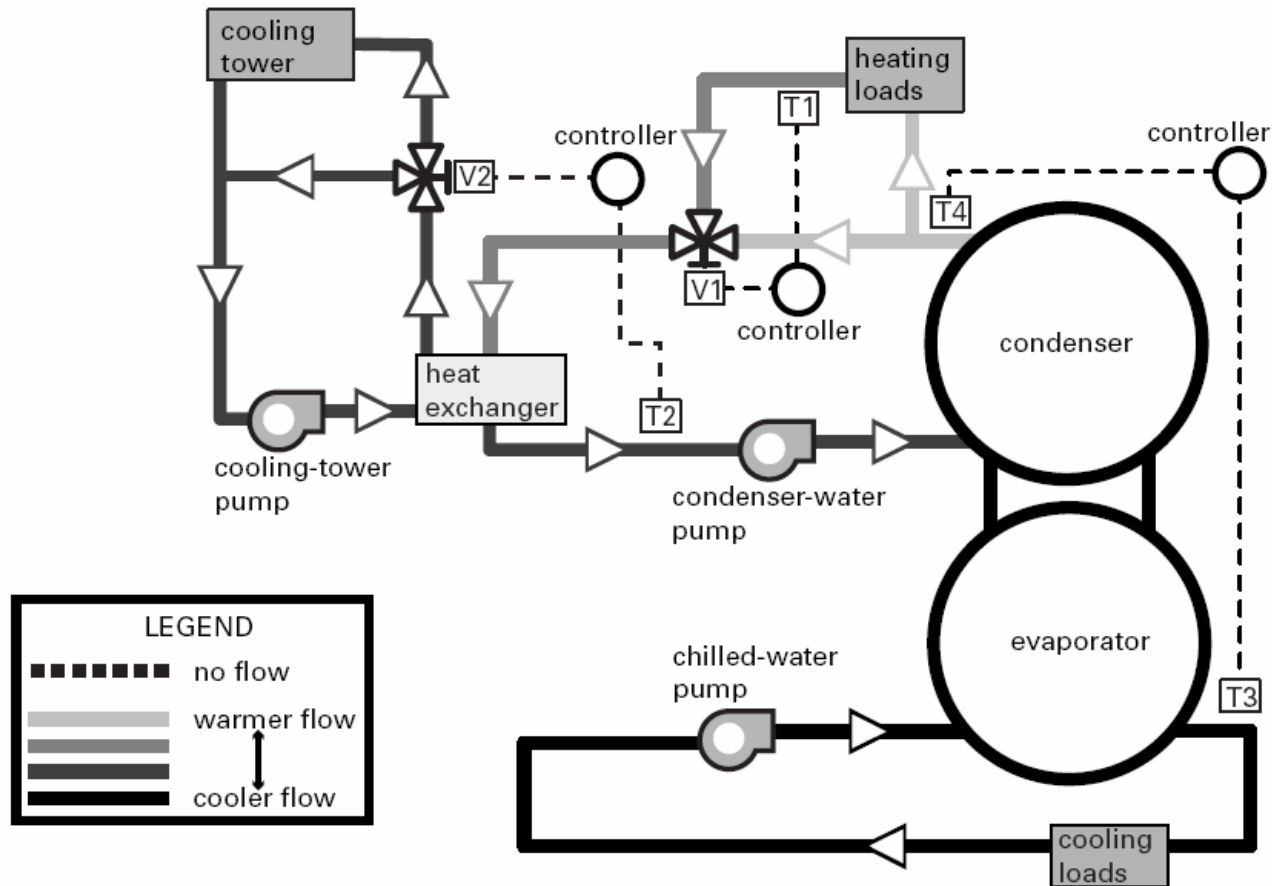 cooling
tower
heating
loads
T1
controller
controller
V2
T4
V1
controller
condenser
heat
exchanger
T2
cooling-tower
pump
condenser-water
pump
LEGEND
no flow
warmer flow
cooler flow
evaporator
chilled-water
pump
T3
cooling
loads